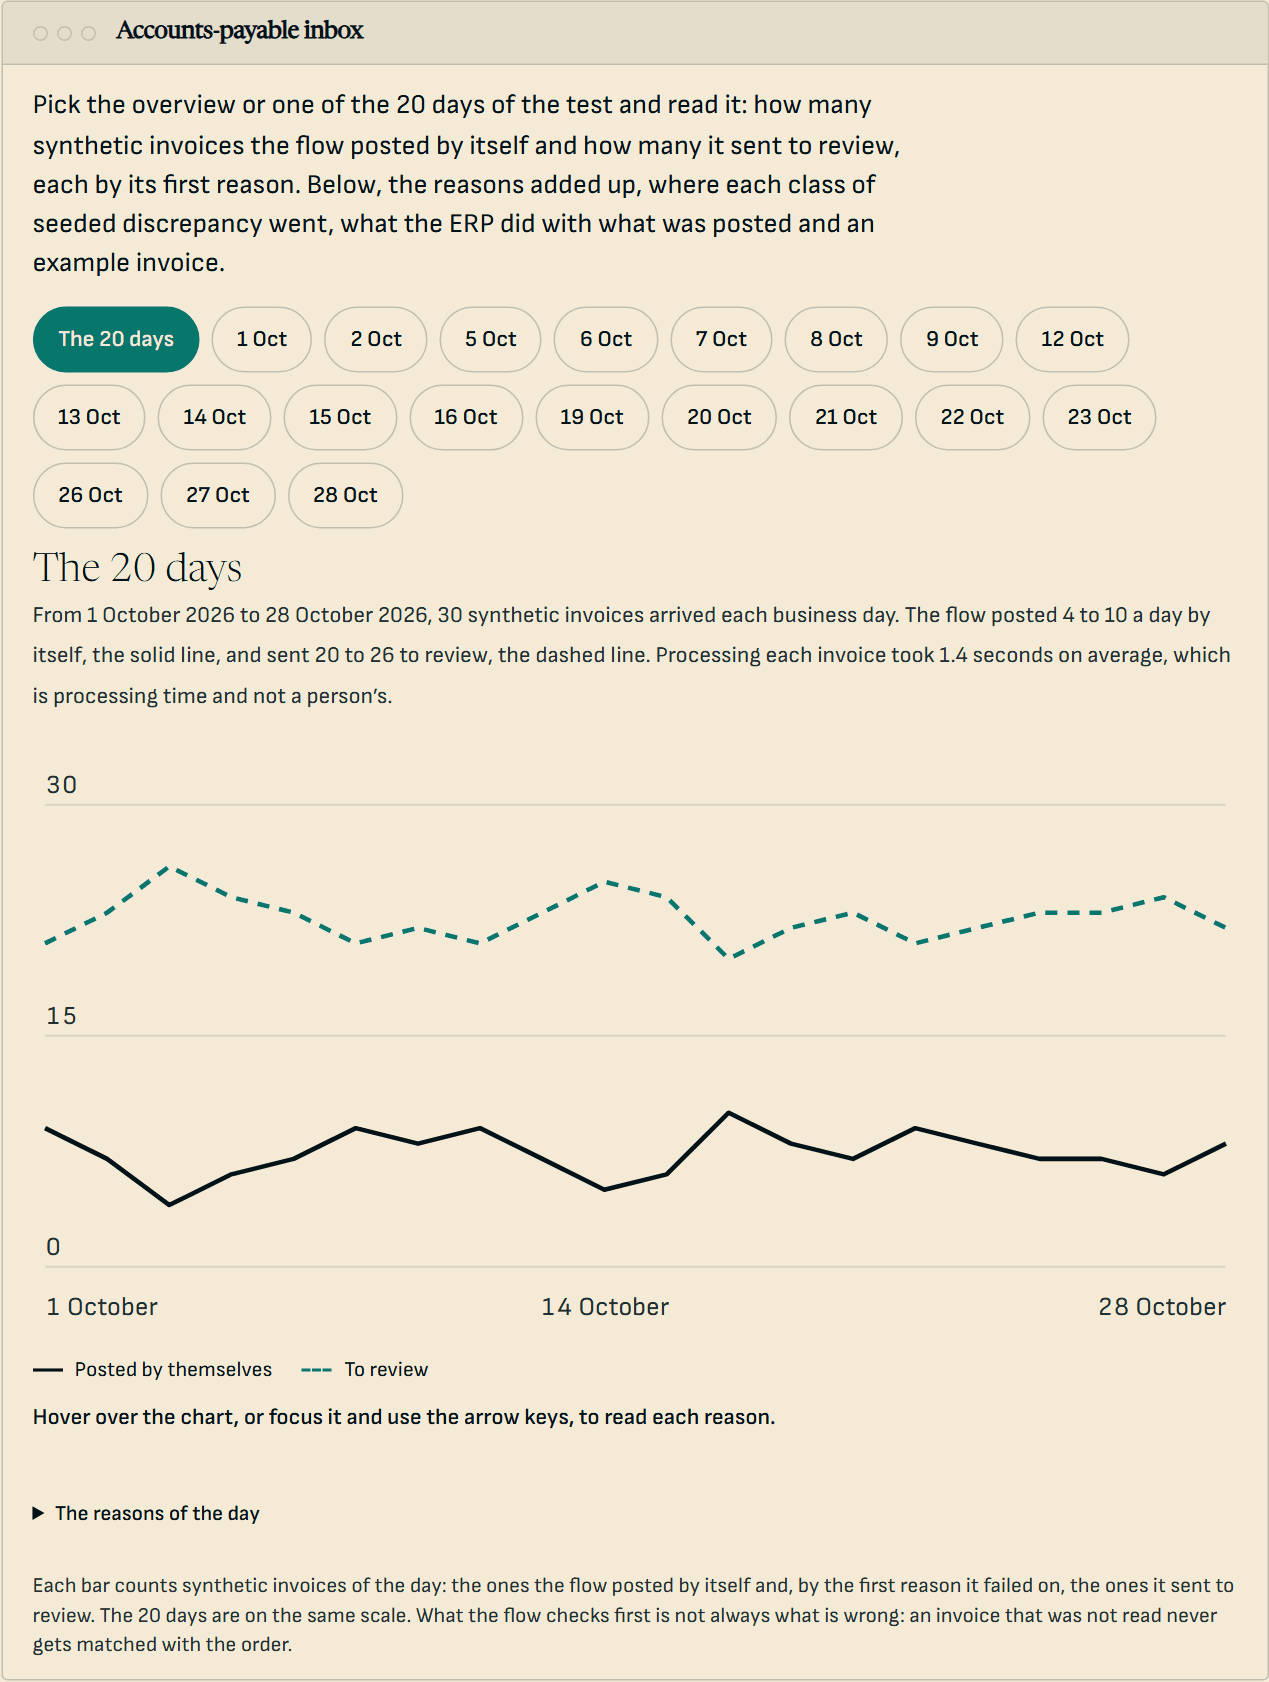 Accounts-payable inbox
Pick the overview or one of the 20 days of the test and read it: how many
synthetic invoices the flow posted by itself and how many it sent to review,
each by its first reason. Below, the reasons added up, where each class of
seeded discrepancy went, what the ERP did with what was posted and an
example invoice.
The 20 days 1 Oct 2 Oct 5 Oct 6 Oct 7 Oct 8 Oct 9 Oct 12 Oct
13 Oct 14 Oct 15 Oct 16 Oct 19 Oct 20 Oct 21 Oct 22 Oct 23 Oct
26 Oct 27 Oct 28 Oct
The 20 days
From 1 October 2026 to 28 October 2026, 30 synthetic invoices arrived each business day. The flow posted 4 to 10 a day by
itself, the solid line, and sent 20 to 26 to review, the dashed line. Processing each invoice took 1.4 seconds on average, which
is processing time and not a person’s.
30
15
0
1 October 14 October 28 October
Posted by themselves To review
Hover over the chart, or focus it and use the arrow keys, to read each reason.
The reasons of the day
Each bar counts synthetic invoices of the day: the ones the flow posted by itself and, by the first reason it failed on, the ones it sent to
review. The 20 days are on the same scale. What the flow checks first is not always what is wrong: an invoice that was not read never
gets matched with the order.